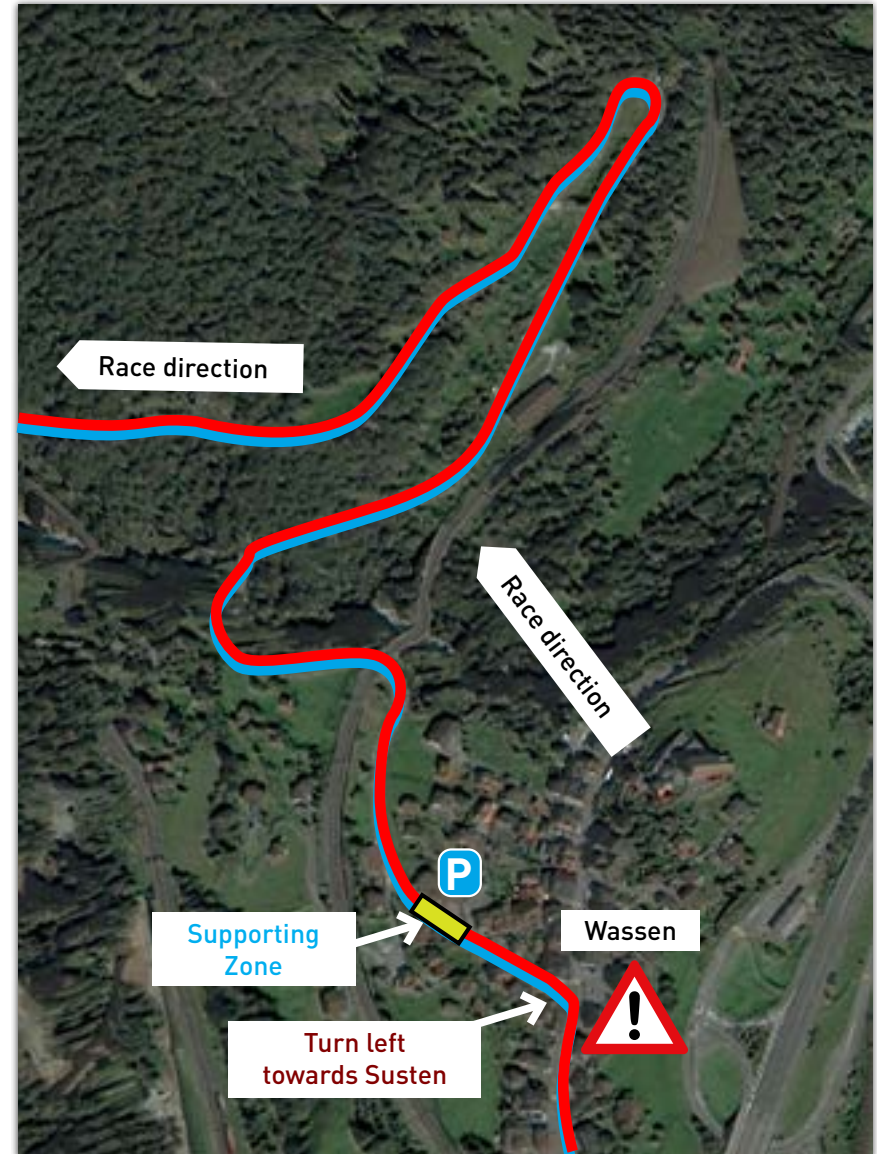 Race direction
Race direction
P
Supporting
Zone
Wassen
!
Turn left
towards Susten